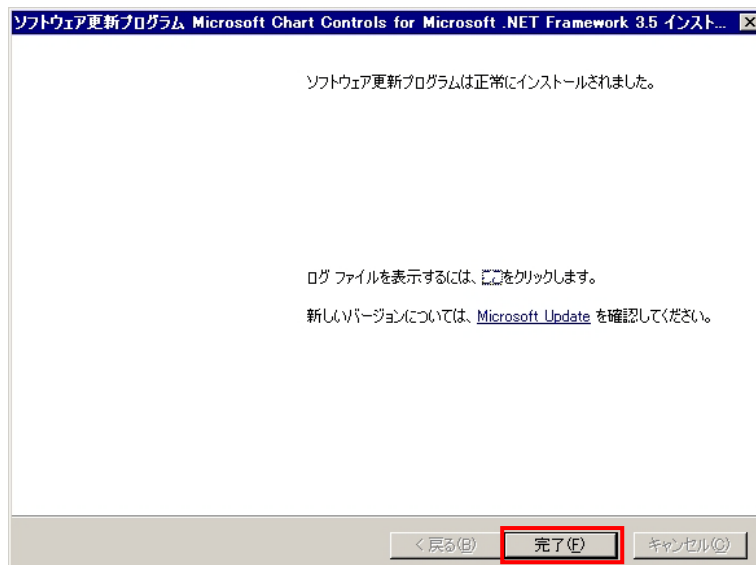 ソフトウェア更新プログラム Microsoft Chart Controls for Microsoft .NET Framework 3.5 インスト...
ソフトウェア更新プログラムは正常にインストールされました。
ログ ファイルを表示するには、ここをクリックします。
新しいバージョンについては、Microsoft Update を確認してください。
< 戻る(B)
完了(F)
キャンセル(C)